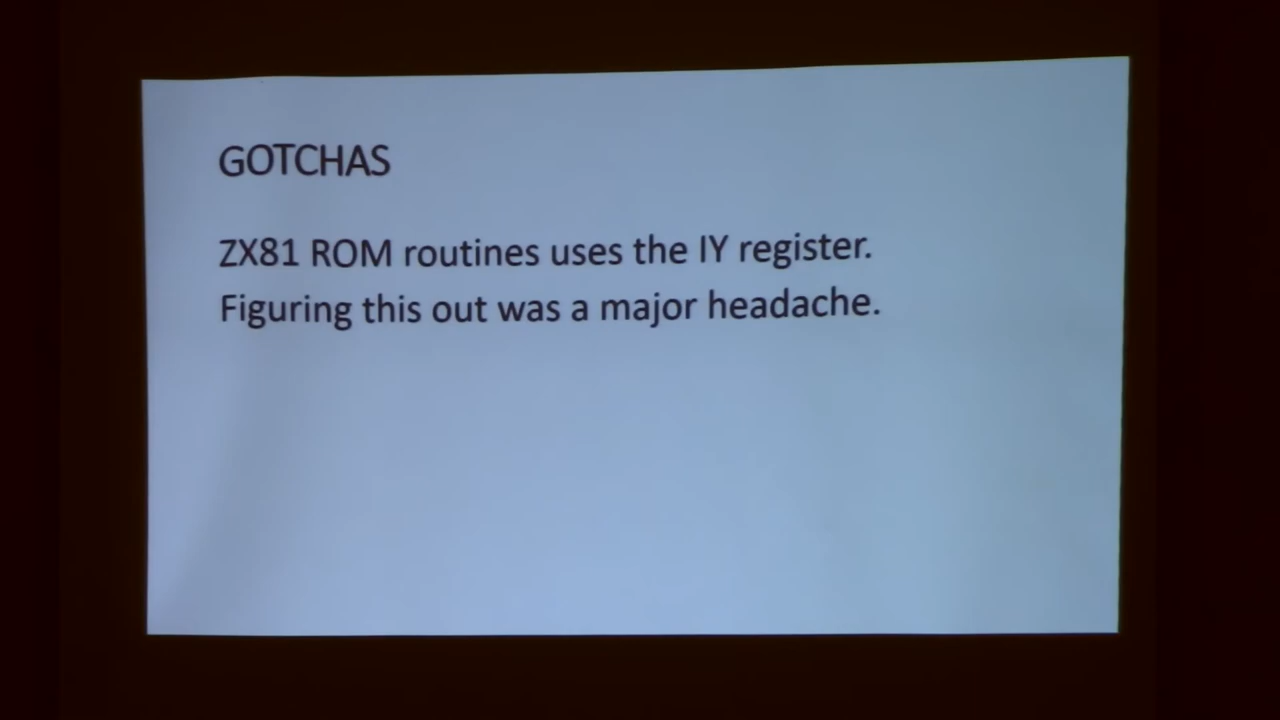 GOTCHAS
ZX81 ROM routines uses the IY register.
Figuring this out was a major headache.